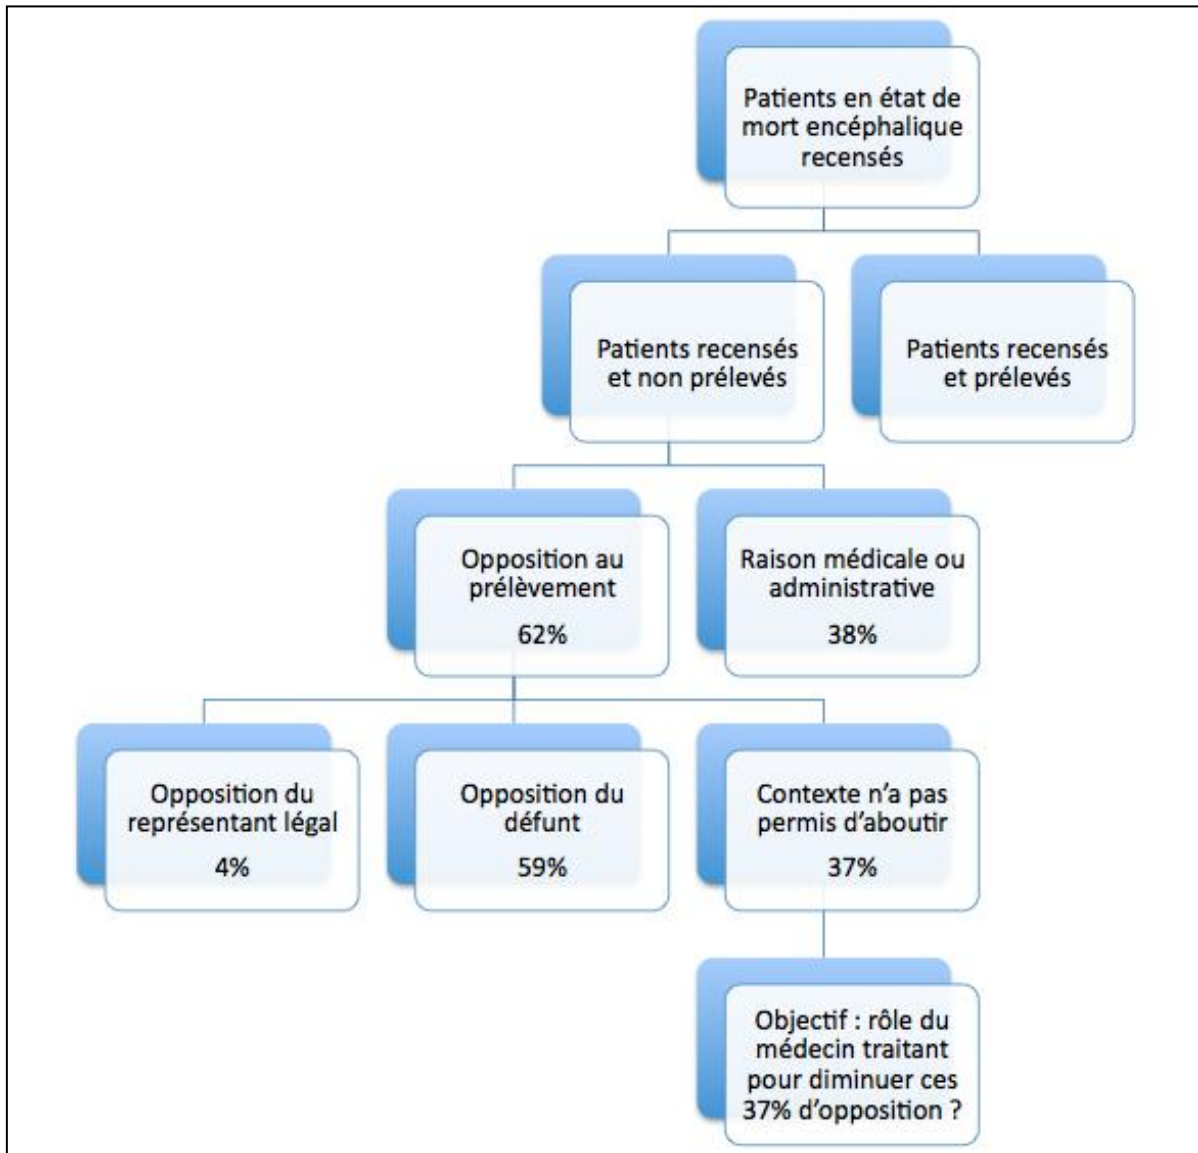 Patients en état de
mort encéphalique
recensés
Patients recensés
et non prélevés
Patients recensés
et prélevés
Opposition au
prélèvement
62%
Raison médicale ou
administrative
38%
Opposition du
représentant légal
4%
Opposition du
défunt
59%
Contexte n'a pas
permis d'aboutir
37%
Objectif : rôle du
médecin traitant
pour diminuer ces
37% d'opposition ?